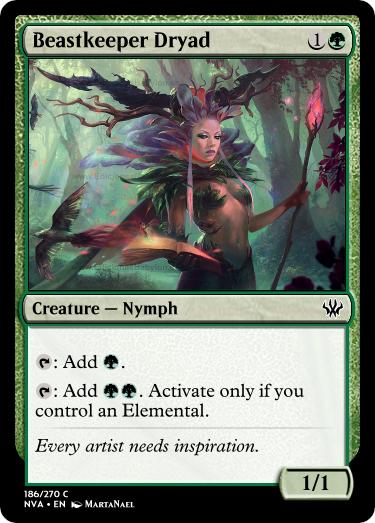 Beastkeeper Dryad 1
Creature — Nymph
: Add .
: Add . Activate only if you
control an Elemental.
Every artist needs inspiration.
1/1
186/270 C
NVA • EN MartaNael